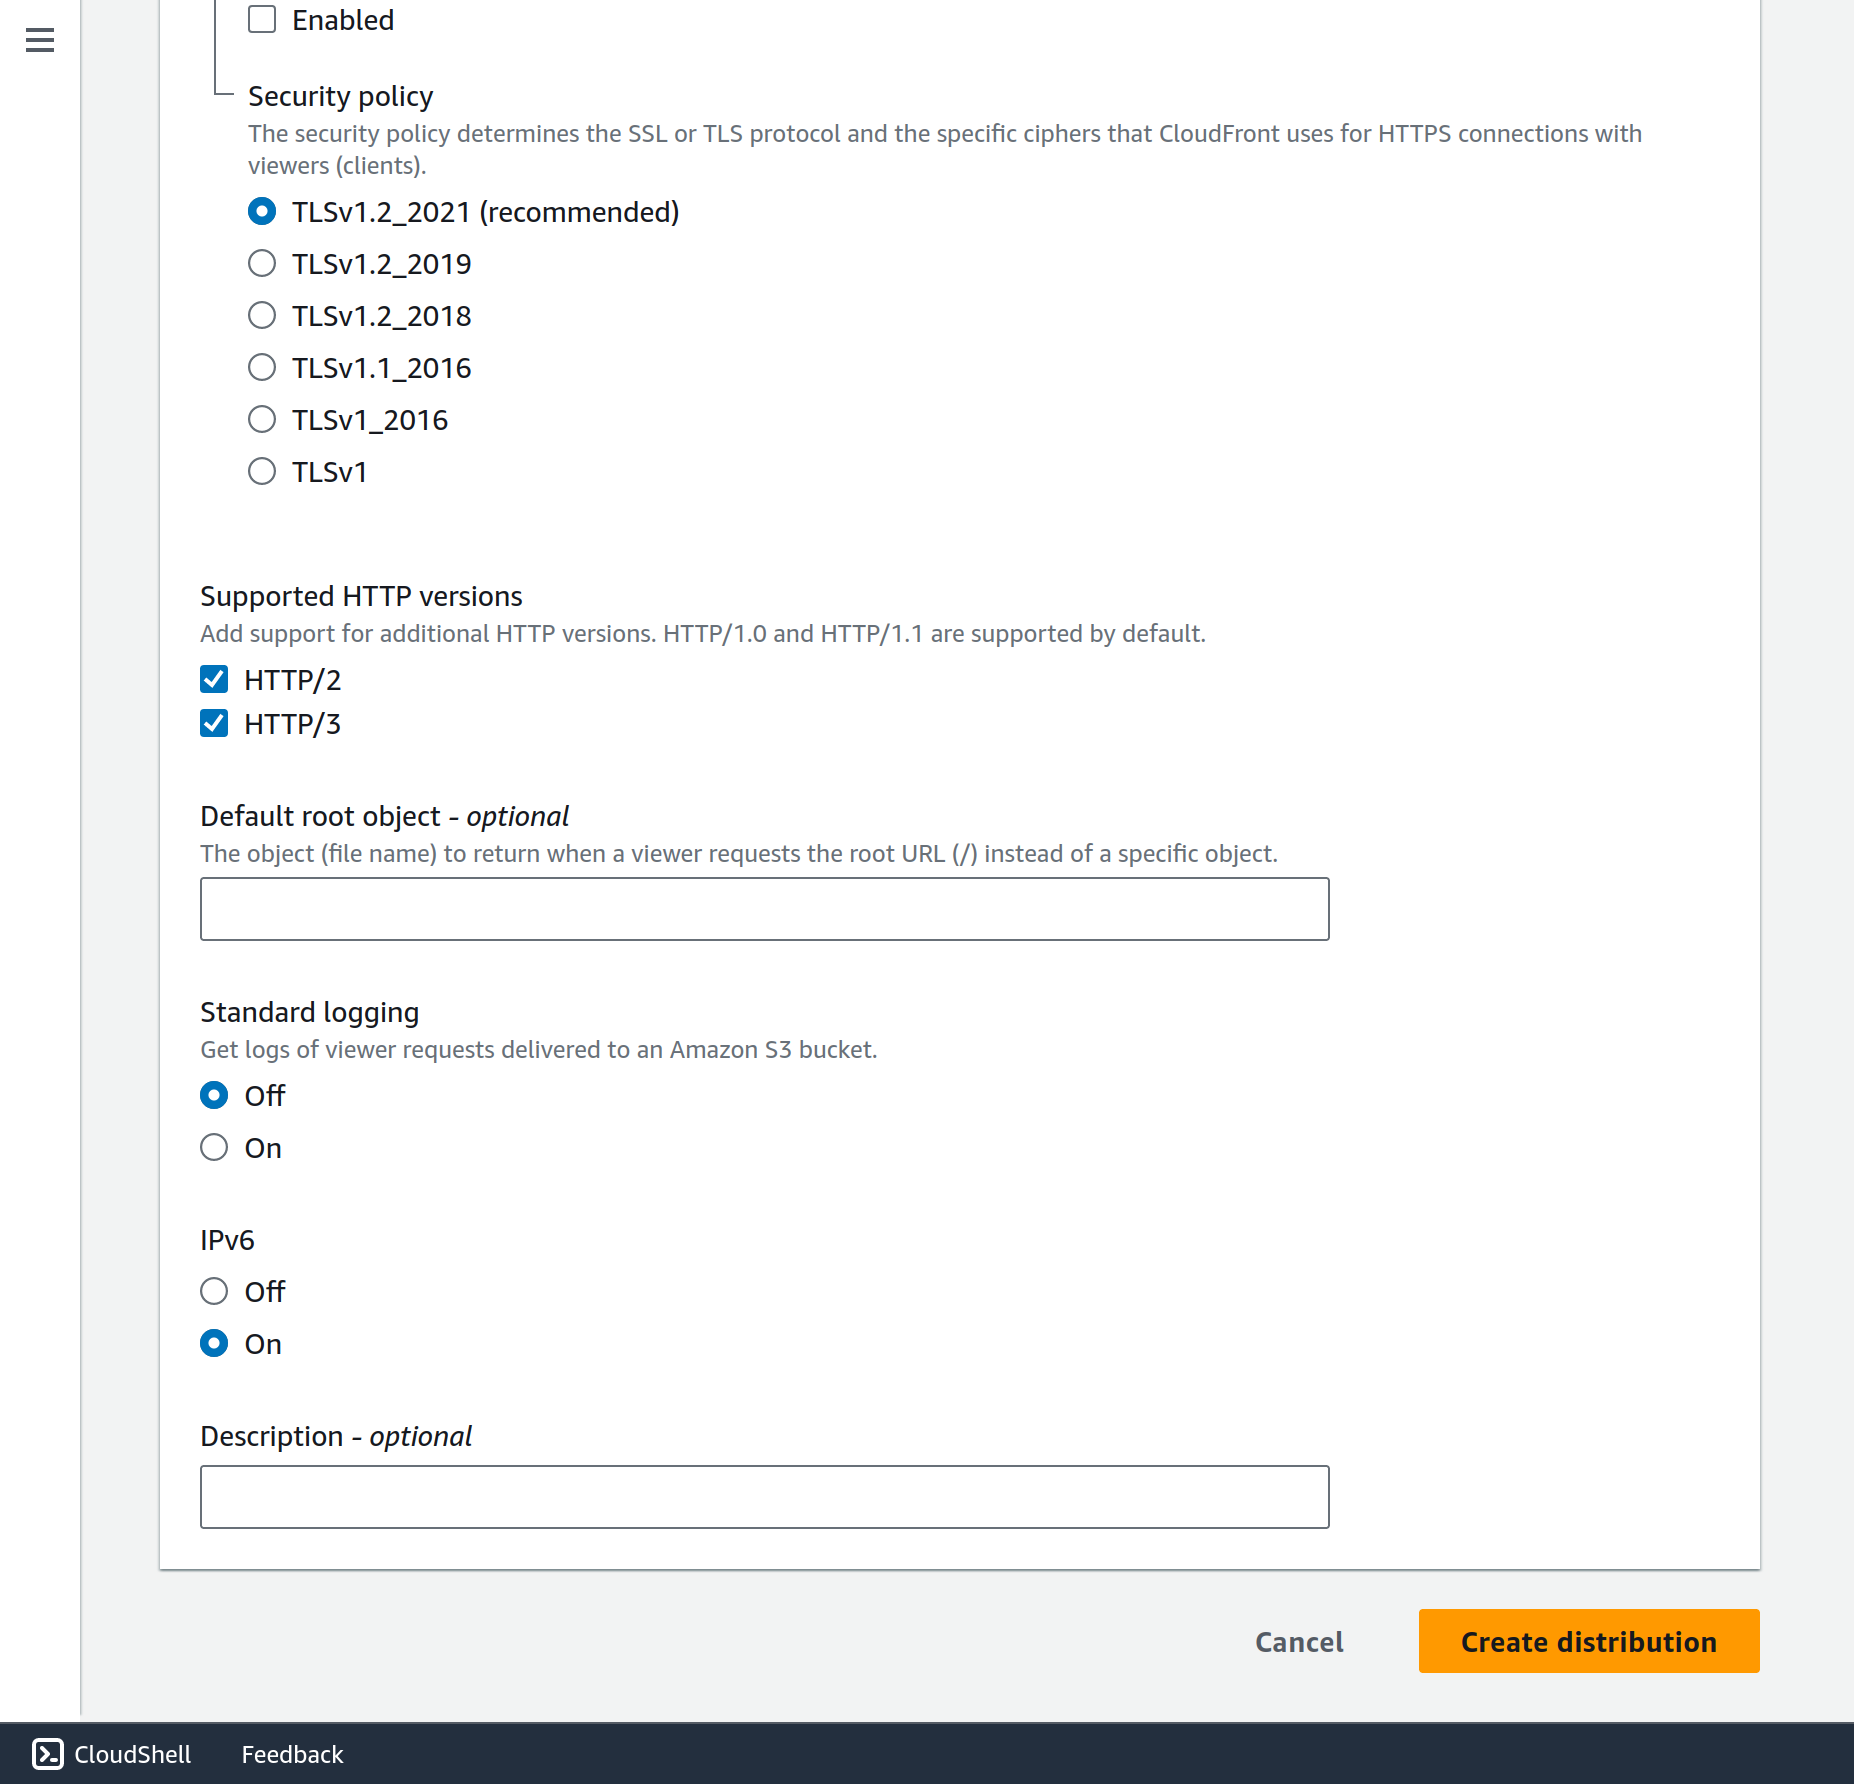 Enabled
Security policy
The security policy determines the SSL or TLS protocol and the specific ciphers that CloudFront uses for HTTPS connections with
viewers (clients).
TLSv1.2_2021 (recommended)
TLSv1.2_2019
TLSv1.2_2018
TLSv1.1_2016
TLSv1_2016
TLSv1
Supported HTTP versions
Add support for additional HTTP versions. HTTP/1.0 and HTTP/1.1 are supported by default.
HTTP/2
HTTP/3
Default root object - optional
The object (file name) to return when a viewer requests the root URL (/) instead of a specific object.
Standard logging
Get logs of viewer requests delivered to an Amazon S3 bucket.
Off
On
IPv6
Off
On
Description - optional
Cancel
Create distribution
CloudShell
Feedback